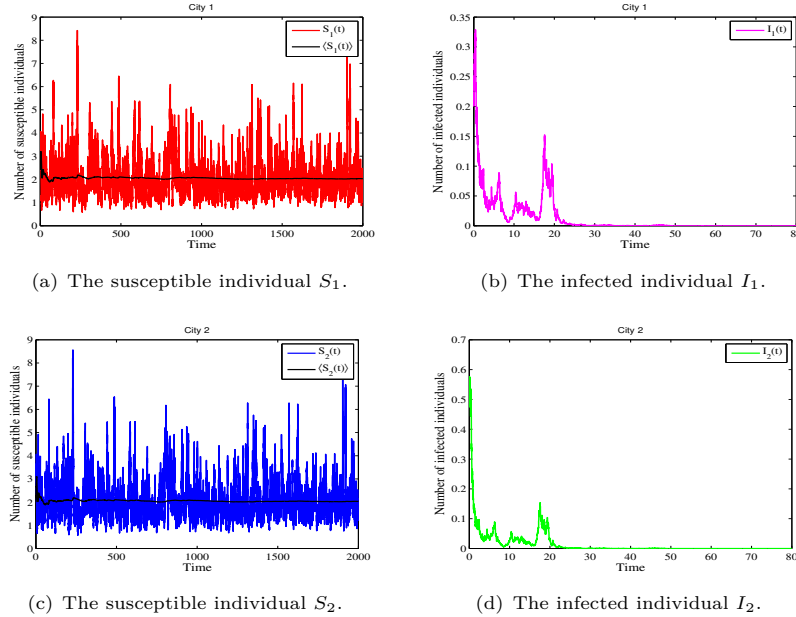 City 1
Number of susceptible individuals
9
8
7
6
5
4
3
2
1
0
0 500 1000 1500 2000
Time
S1(t)
⟨S1(t)⟩
(a) The susceptible individual S1.
City 1
Number of infected individuals
0.35
0.3
0.25
0.2
0.15
0.1
0.05
0
0 10 20 30 40 50 60 70 80
Time
I1(t)
(b) The infected individual I1.
City 2
Number of susceptible individuals
9
8
7
6
5
4
3
2
1
0
0 500 1000 1500 2000
Time
S2(t)
⟨S2(t)⟩
(c) The susceptible individual S2.
City 2
Number of infected individuals
0.7
0.6
0.5
0.4
0.3
0.2
0.1
0
0 10 20 30 40 50 60 70 80
Time
I2(t)
(d) The infected individual I2.